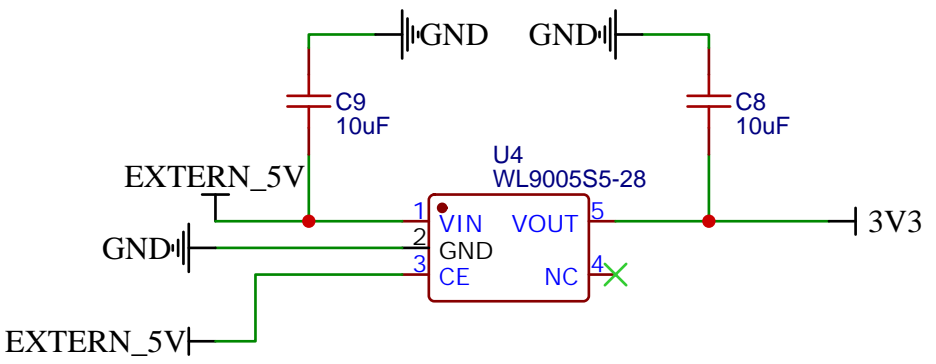 GND GND
C9 C8
10uF 10uF
U4
WL9005S5-28
EXTERN_5V
1 VIN VOUT 5
3V3
GND 2 GND
3 CE NC 4
EXTERN_5V